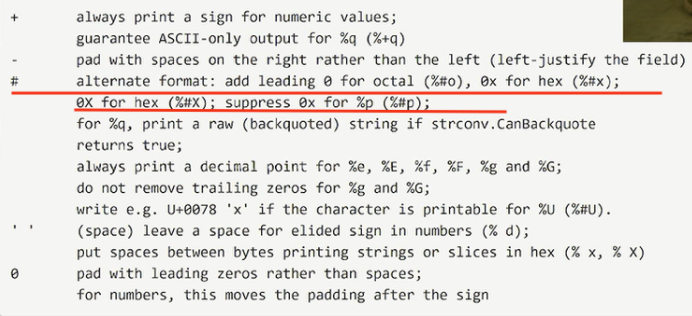 + always print a sign for numeric values;
guarantee ASCII-only output for %q (%+q)
- pad with spaces on the right rather than the left (left-justify the field)
# alternate format: add leading 0 for octal (%#o), 0x for hex (%#x);
0X for hex (%#X); suppress 0x for %p (%#p);
for %q, print a raw (backquoted) string if strconv.CanBackquote
returns true;
always print a decimal point for %e, %E, %f, %F, %g and %G;
do not remove trailing zeros for %g and %G;
write e.g. U+0078 'x' if the character is printable for %U (%#U).
' ' (space) leave a space for elided sign in numbers (% d);
put spaces between bytes printing strings or slices in hex (% x, % X)
0 pad with leading zeros rather than spaces;
for numbers, this moves the padding after the sign